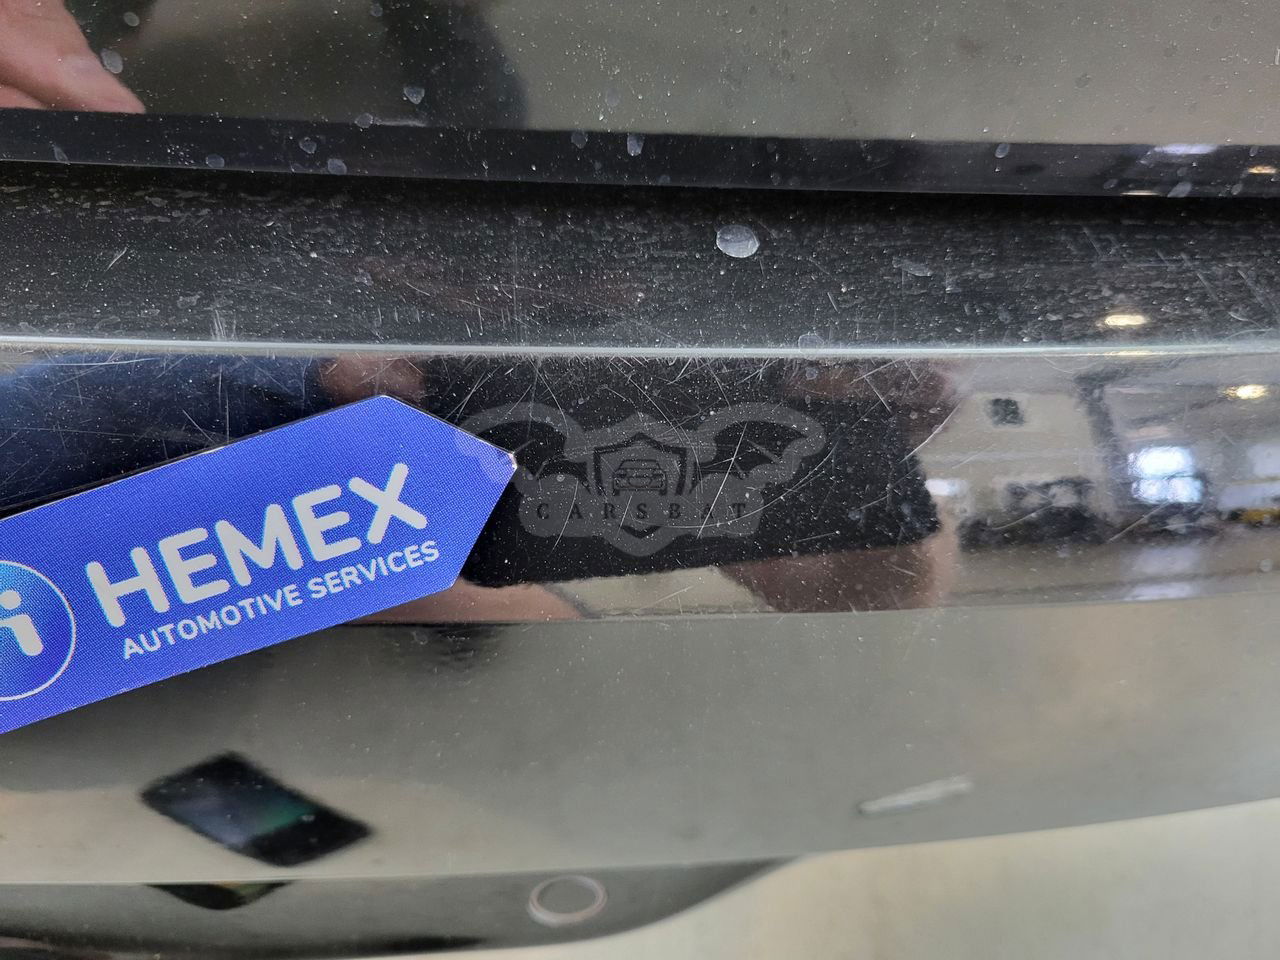 HEMEX
AUTOMOTIVE SERVICES
i
CARSBAT